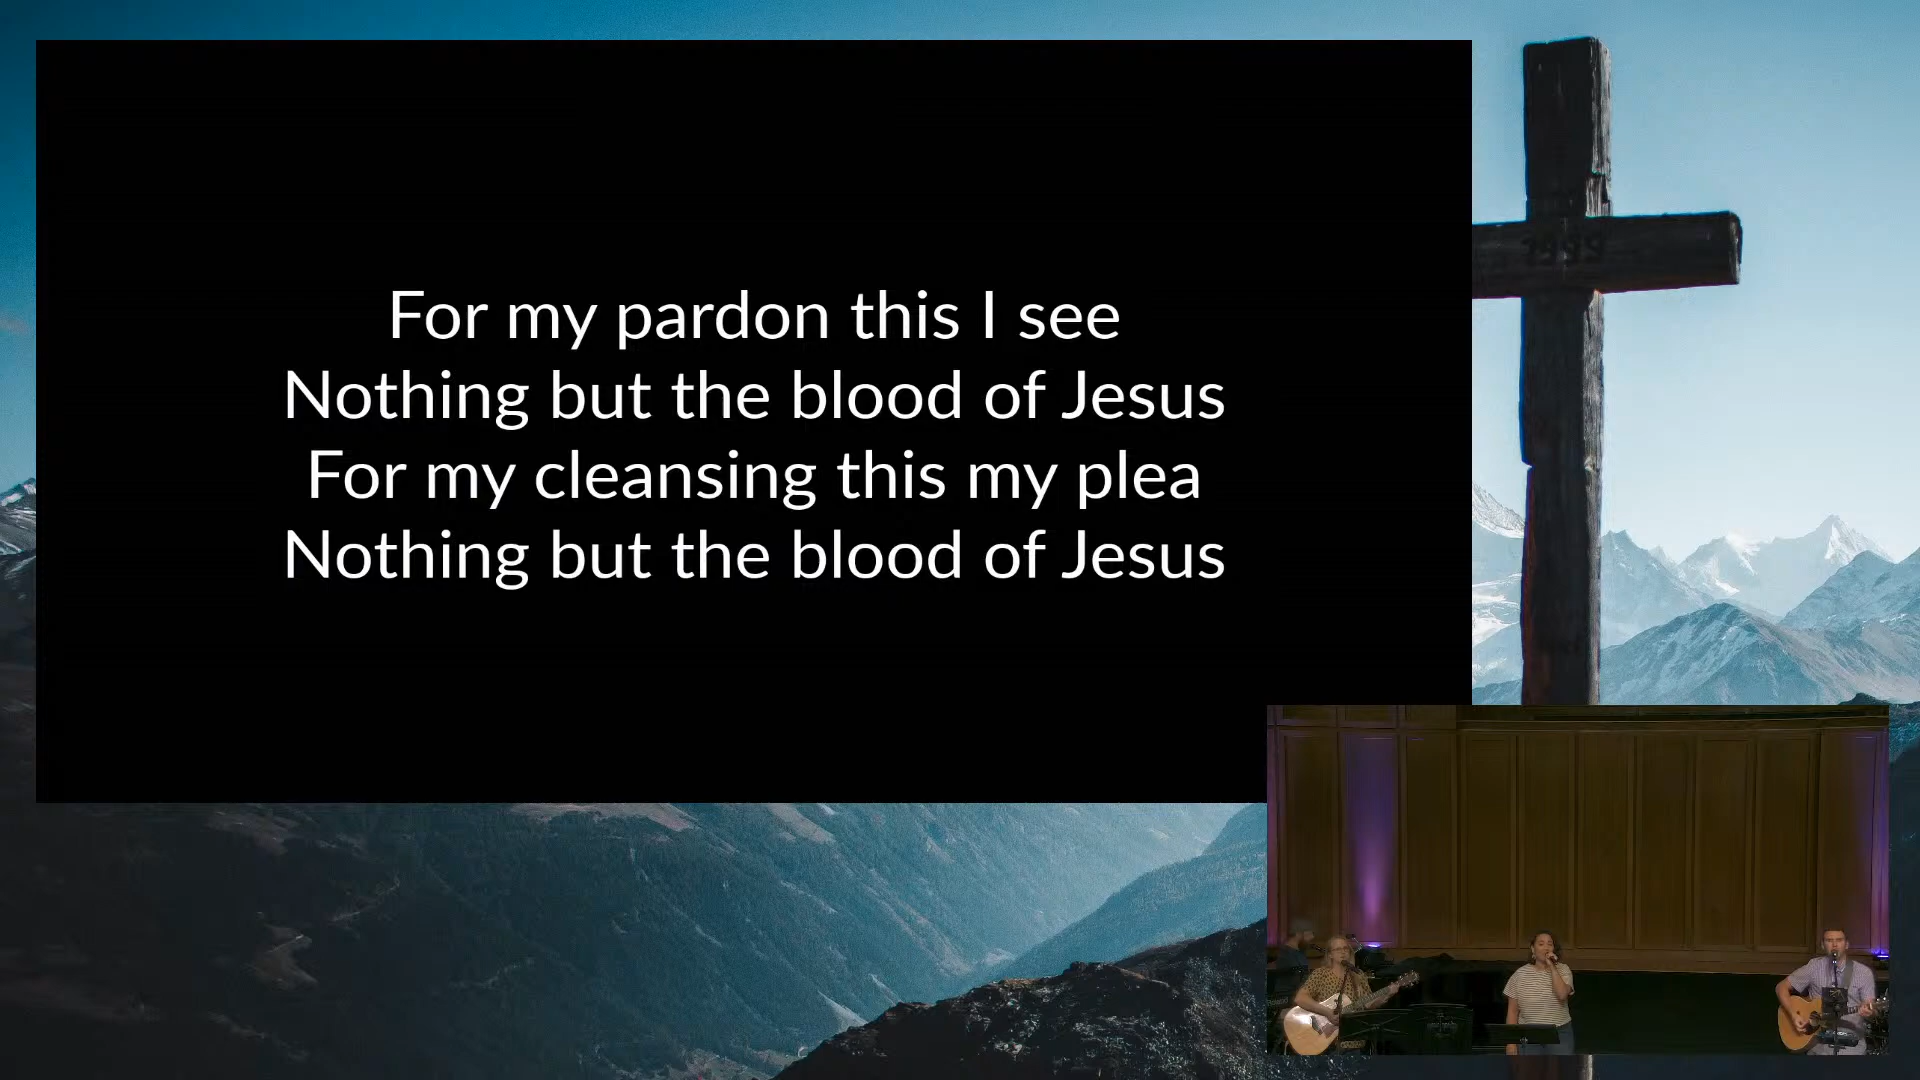 For my pardon this I see
Nothing but the blood of Jesus
For my cleansing this my plea
Nothing but the blood of Jesus
1999